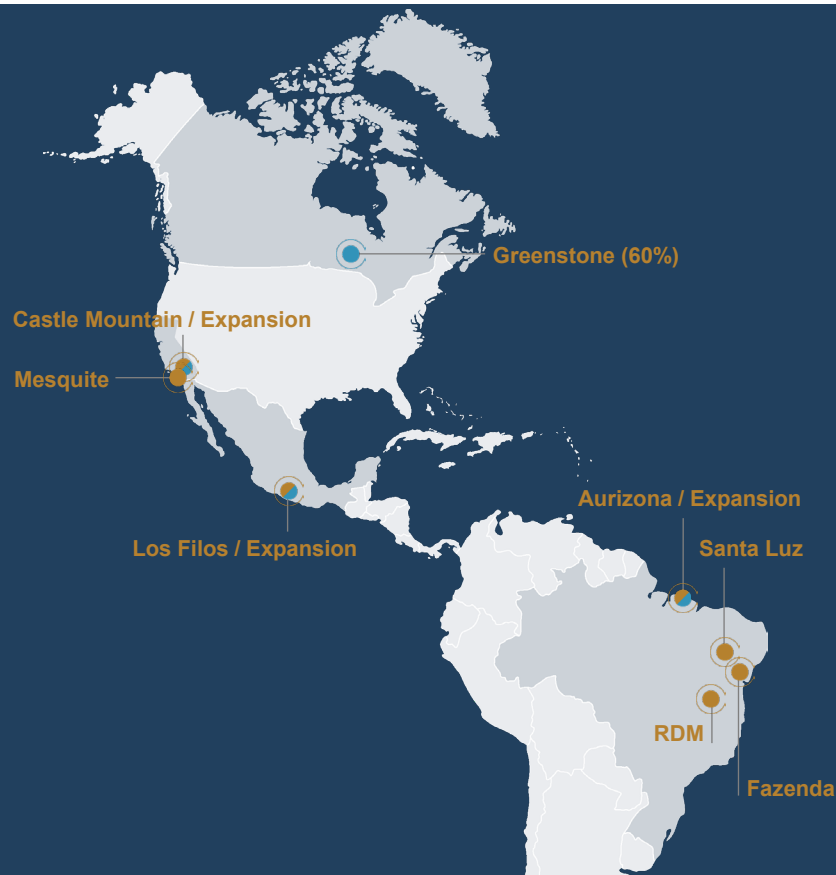 Greenstone (60%)
Castle Mountain / Expansion
Mesquite
Aurizona / Expansion
Los Filos / Expansion
Santa Luz
RDM
Fazenda